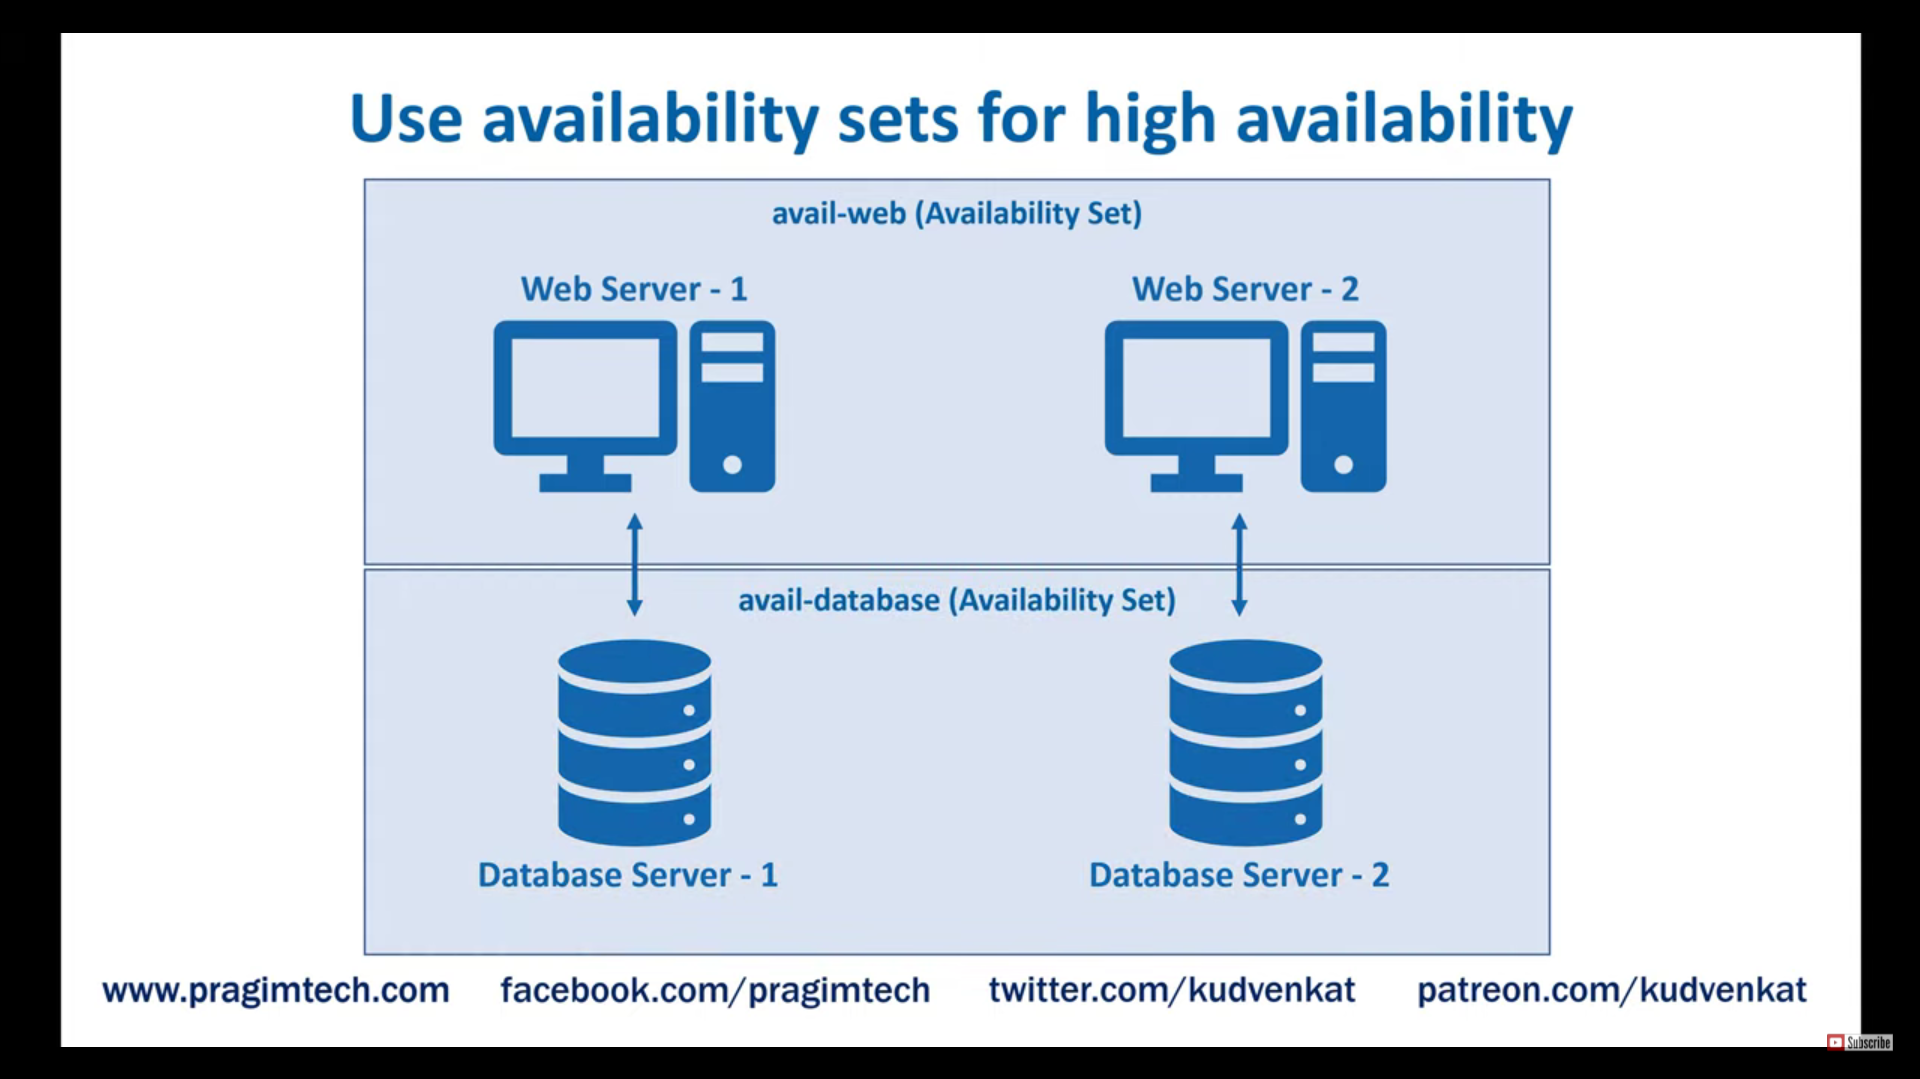 Use availability sets for high availability
avail-web (Availability Set)
Web Server - 1
Web Server - 2
avail-database (Availability Set)
Database Server - 1
Database Server - 2
www.pragimtech.com
facebook.com/pragimtech
twitter.com/kudvenkat
patreon.com/kudvenkat
Subscribe